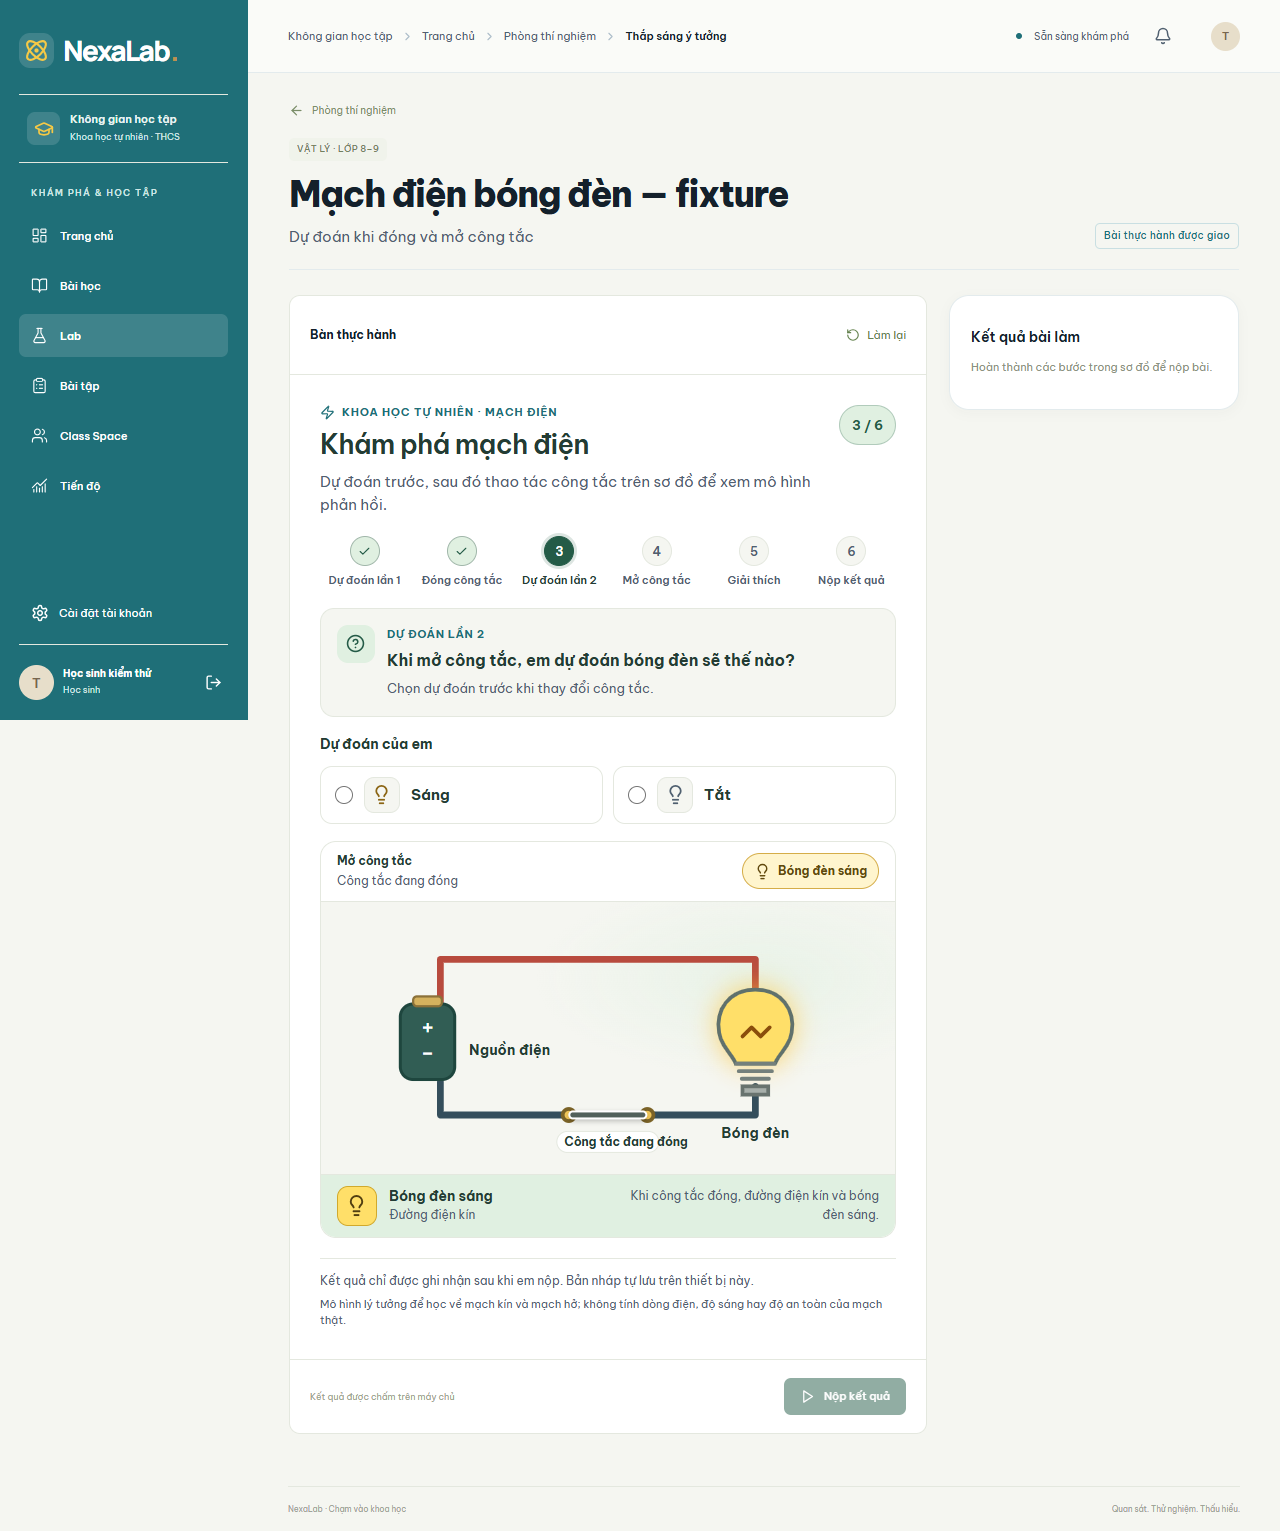 NexaLab.
Không gian học tập
Khoa học tự nhiên · THCS
KHÁM PHÁ & HỌC TẬP
Trang chủ
Bài học
Lab
Bài tập
Class Space
Tiến độ
Cài đặt tài khoản
T
Học sinh kiểm thử
Học sinh
Không gian học tập
Trang chủ
Phòng thí nghiệm
Thắp sáng ý tưởng
Sẵn sàng khám phá
T
Phòng thí nghiệm
VẬT LÝ · LỚP 8–9
Mạch điện bóng đèn — fixture
Dự đoán khi đóng và mở công tắc
Bài thực hành được giao
Bàn thực hành
Làm lại
KHOA HỌC TỰ NHIÊN · MẠCH ĐIỆN
Khám phá mạch điện
3 / 6
Dự đoán trước, sau đó thao tác công tắc trên sơ đồ để xem mô hình
phản hồi.
3
4
5
6
Dự đoán lần 1
Đóng công tắc
Dự đoán lần 2
Mở công tắc
Giải thích
Nộp kết quả
DỰ ĐOÁN LẦN 2
Khi mở công tắc, em dự đoán bóng đèn sẽ thế nào?
Chọn dự đoán trước khi thay đổi công tắc.
Dự đoán của em
Sáng
Tắt
Mở công tắc
Công tắc đang đóng
Bóng đèn sáng
+
−
Nguồn điện
Công tắc đang đóng
Bóng đèn
Bóng đèn sáng
Đường điện kín
Khi công tắc đóng, đường điện kín và bóng
đèn sáng.
Kết quả chỉ được ghi nhận sau khi em nộp. Bản nháp tự lưu trên thiết bị này.
Mô hình lý tưởng để học về mạch kín và mạch hở; không tính dòng điện, độ sáng hay độ an toàn của mạch
thật.
Kết quả được chấm trên máy chủ
Nộp kết quả
Kết quả bài làm
Hoàn thành các bước trong sơ đồ để nộp bài.
NexaLab · Chạm vào khoa học
Quan sát. Thử nghiệm. Thấu hiểu.